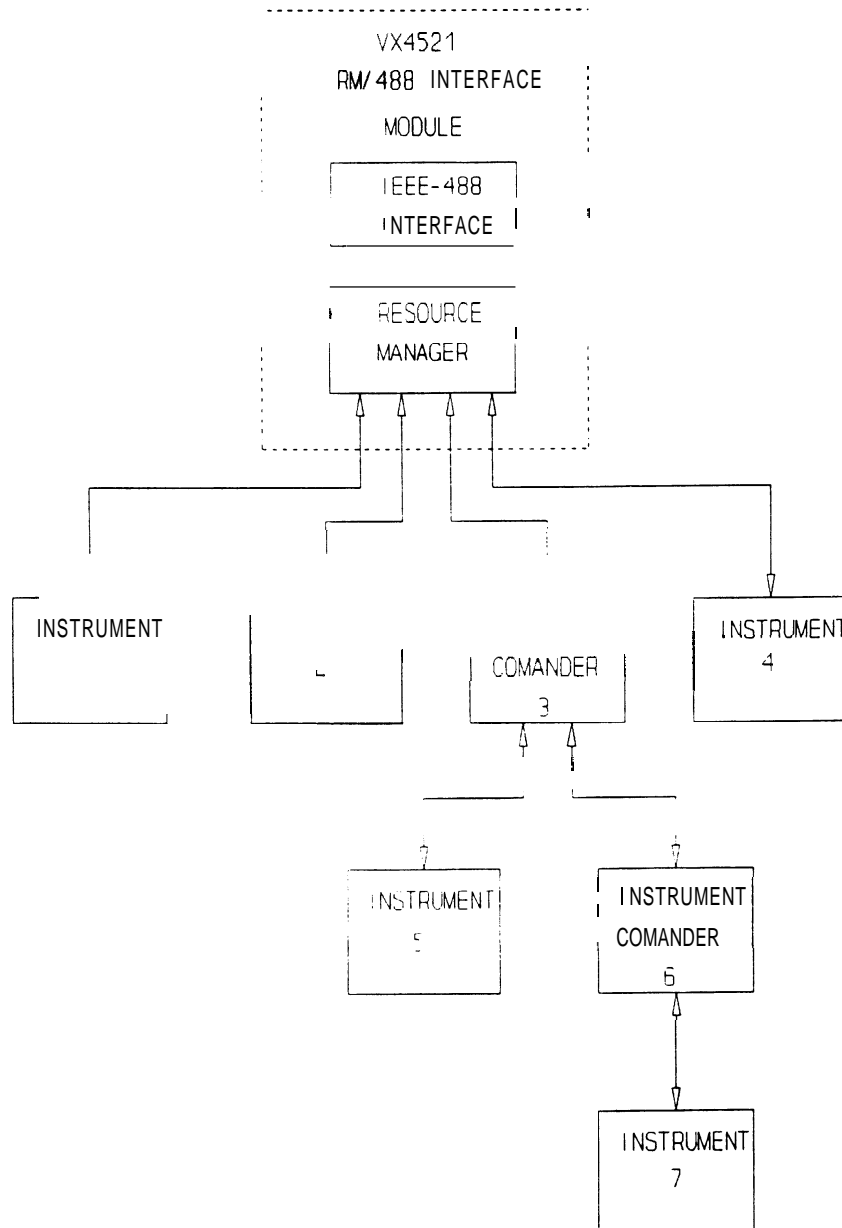 VX4521
RM/488 INTERFACE
MODULE
IEEE-488
INTERFACE
RESOURCE
MANAGER
INSTRUMENT
COMANDER
3
INSTRUMENT
4
INSTRUMENT
5
INSTRUMENT
COMANDER
6
INSTRUMENT
7